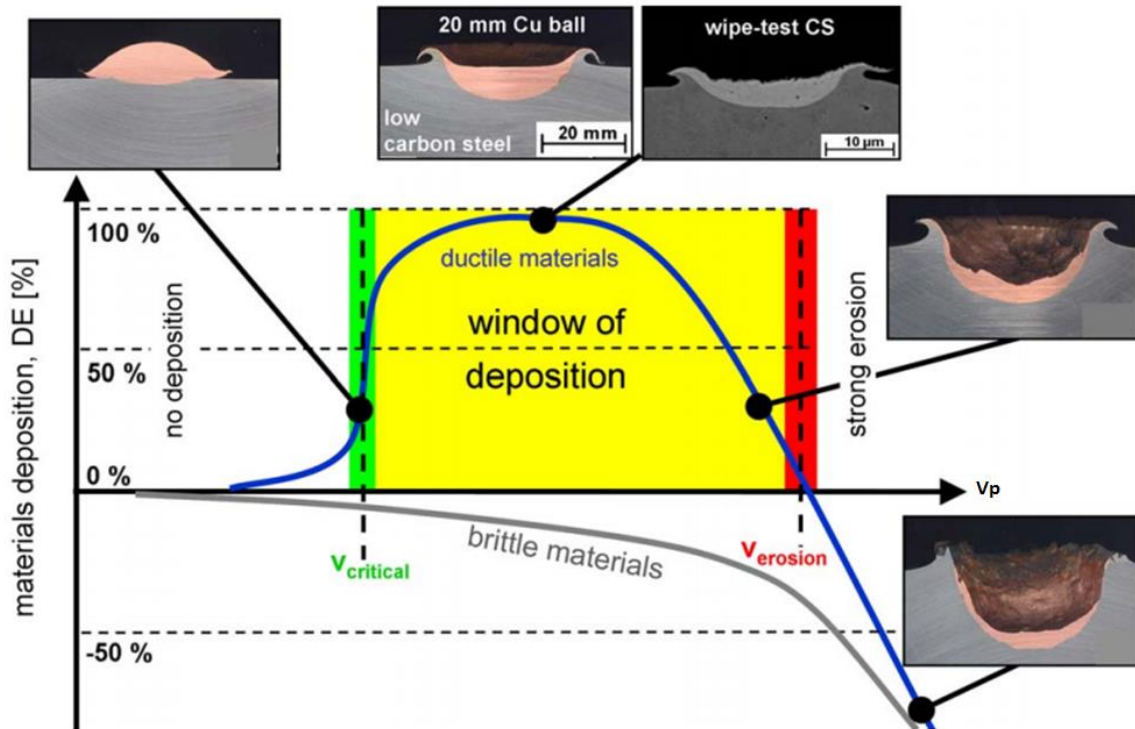 20 mm Cu ball
low
carbon steel
20 mm
wipe-test CS
10 µm
materials deposition, DE [%]
100 %
50 %
0 %
-50 %
no deposition
ductile materials
window of
deposition
strong erosion
Vp
vcritical
brittle materials
verosion